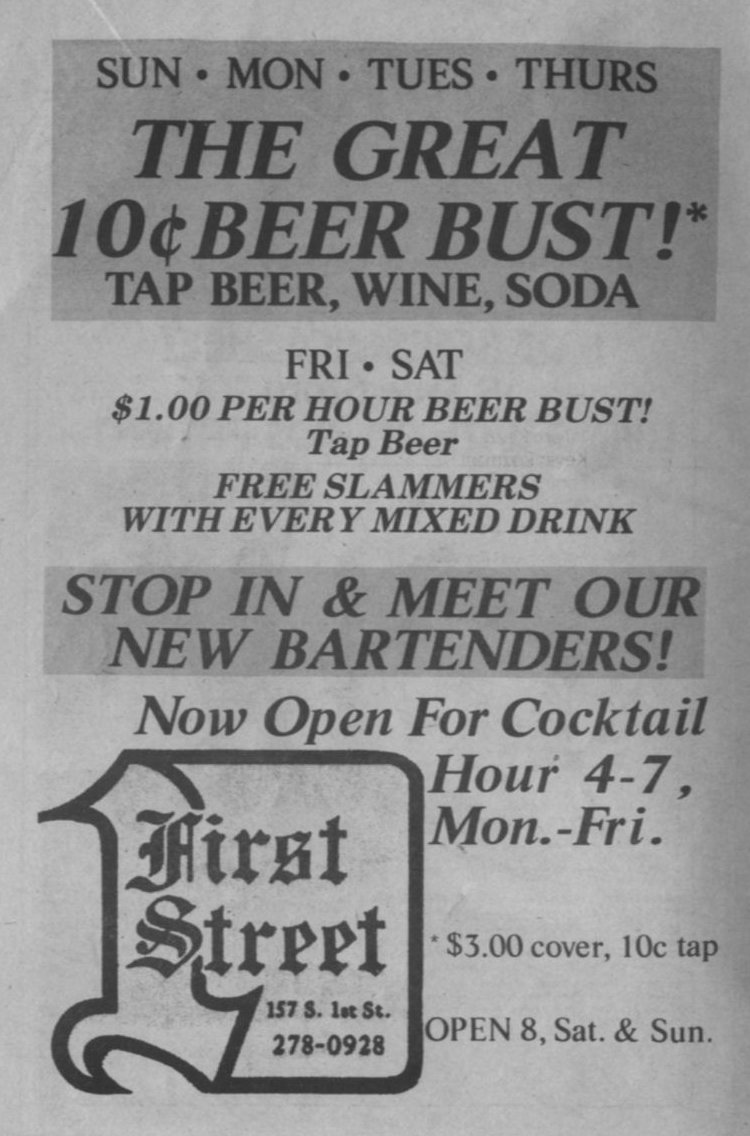 SUN • MON • TUES • THURS
THE GREAT
10¢ BEER BUST!*
TAP BEER, WINE, SODA
FRI • SAT
$1.00 PER HOUR BEER BUST!
Tap Beer
FREE SLAMMERS
WITH EVERY MIXED DRINK
STOP IN & MEET OUR
NEW BARTENDERS!
Now Open For Cocktail
Hour 4-7,
Mon.-Fri.
First
Street
157 S. 1st St.
278-0928
* $3.00 cover, 10c tap
OPEN 8, Sat. & Sun.